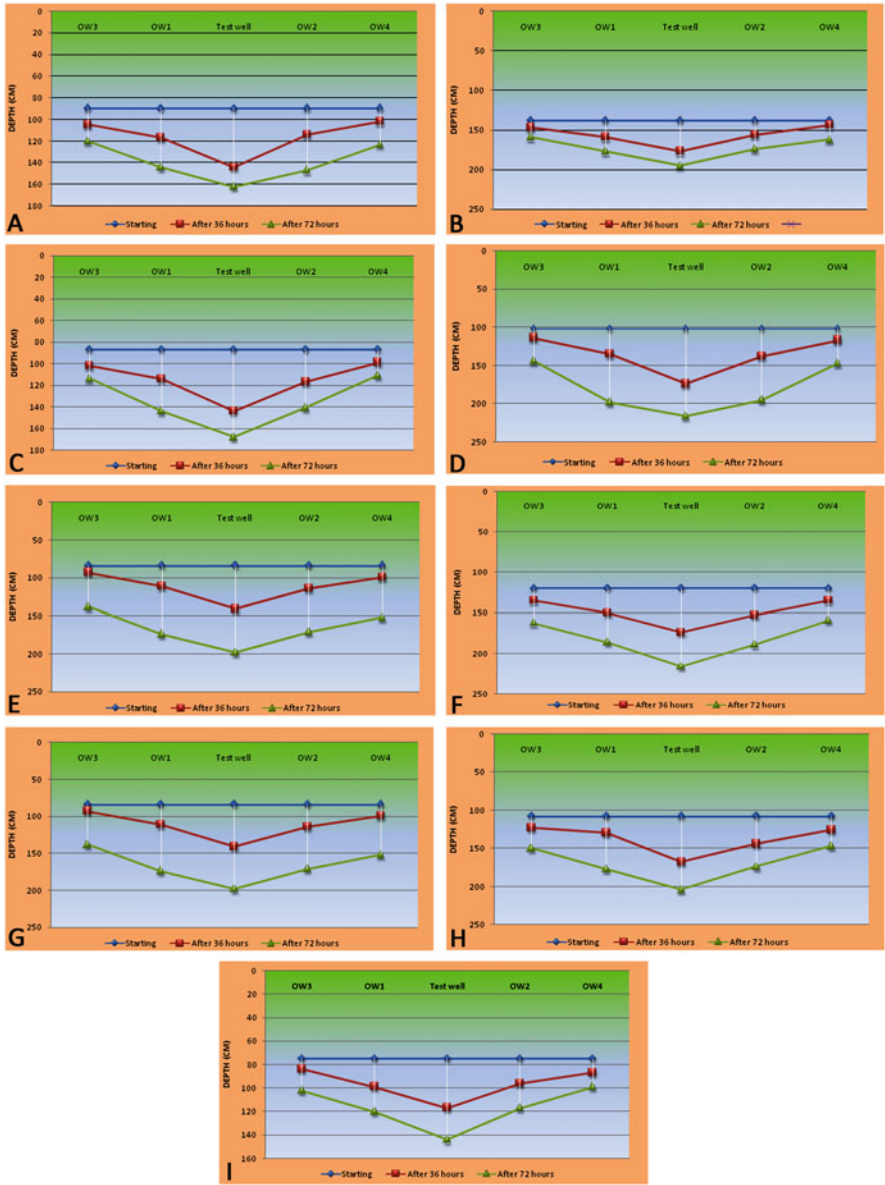 DEPTH (CM)
0
20
40
60
80
100
120
140
160
180
OW3 OW1 Test well OW2 OW4
A
Starting After 36 hours After 72 hours
DEPTH (CM)
0
50
100
150
200
250
OW3 OW1 Test well OW2 OW4
B
Starting After 36 hours After 72 hours
DEPTH (CM)
0
20
40
60
80
100
120
140
160
180
OW3 OW1 Test well OW2 OW4
C
Starting After 36 hours After 72 hours
DEPTH (CM)
0
50
100
150
200
250
OW3 OW1 Test well OW2 OW4
D
Starting After 36 hours After 72 hours
DEPTH (CM)
0
50
100
150
200
250
OW3 OW1 Test well OW2 OW4
E
Starting After 36 hours After 72 hours
DEPTH (CM)
0
50
100
150
200
250
OW3 OW1 Test well OW2 OW4
F
Starting After 36 hours After 72 hours
DEPTH (CM)
0
50
100
150
200
250
OW3 OW1 Test well OW2 OW4
G
Starting After 36 hours After 72 hours
DEPTH (CM)
0
50
100
150
200
250
OW3 OW1 Test well OW2 OW4
H
Starting After 36 hours After 72 hours
DEPTH (CM)
0
20
40
60
80
100
120
140
160
OW3 OW1 Test well OW2 OW4
I
Starting After 36 hours After 72 hours